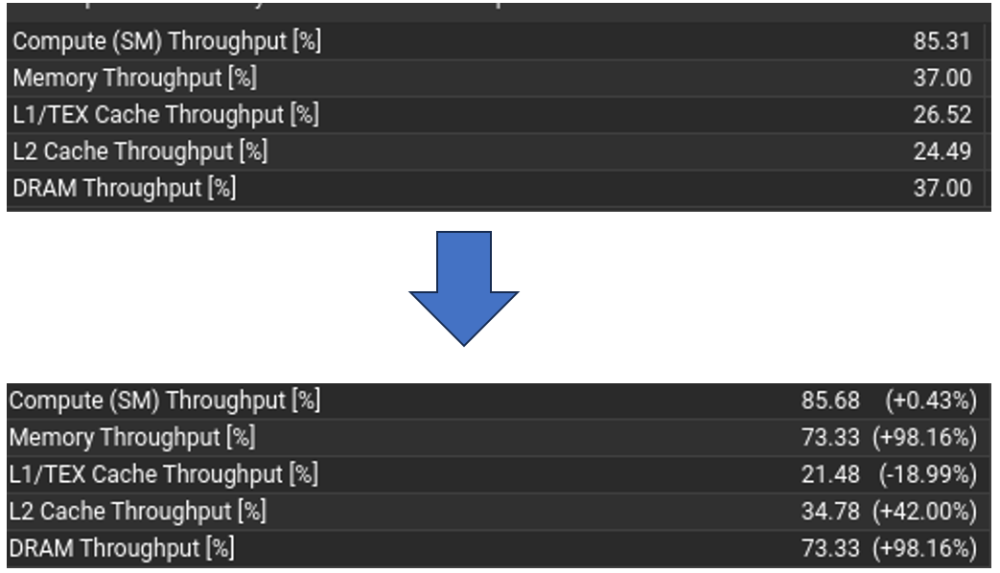 Compute (SM) Throughput [%] 85.31
Memory Throughput [%] 37.00
L1/TEX Cache Throughput [%] 26.52
L2 Cache Throughput [%] 24.49
DRAM Throughput [%] 37.00
Compute (SM) Throughput [%] 85.68 (+0.43%)
Memory Throughput [%] 73.33 (+98.16%)
L1/TEX Cache Throughput [%] 21.48 (-18.99%)
L2 Cache Throughput [%] 34.78 (+42.00%)
DRAM Throughput [%] 73.33 (+98.16%)